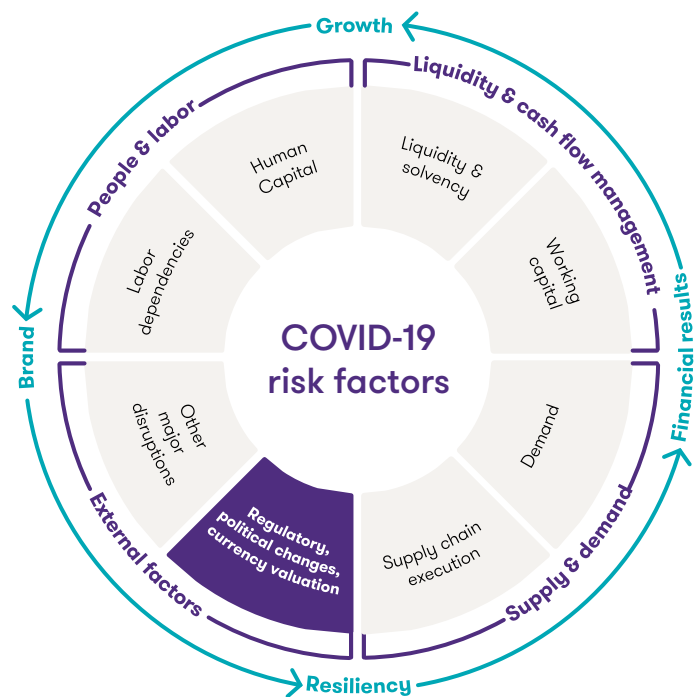 Growth
Liquidity & cash flow management
People & labor
Human
Capital
Liquidity &
solvency
Labor
dependencies
Working
capital
Financial results
Brand
COVID-19
risk factors
Other
major
disruptions
Demand
Regulatory,
political changes,
currency valuation
Supply chain
execution
External factors
Supply & demand
Resiliency